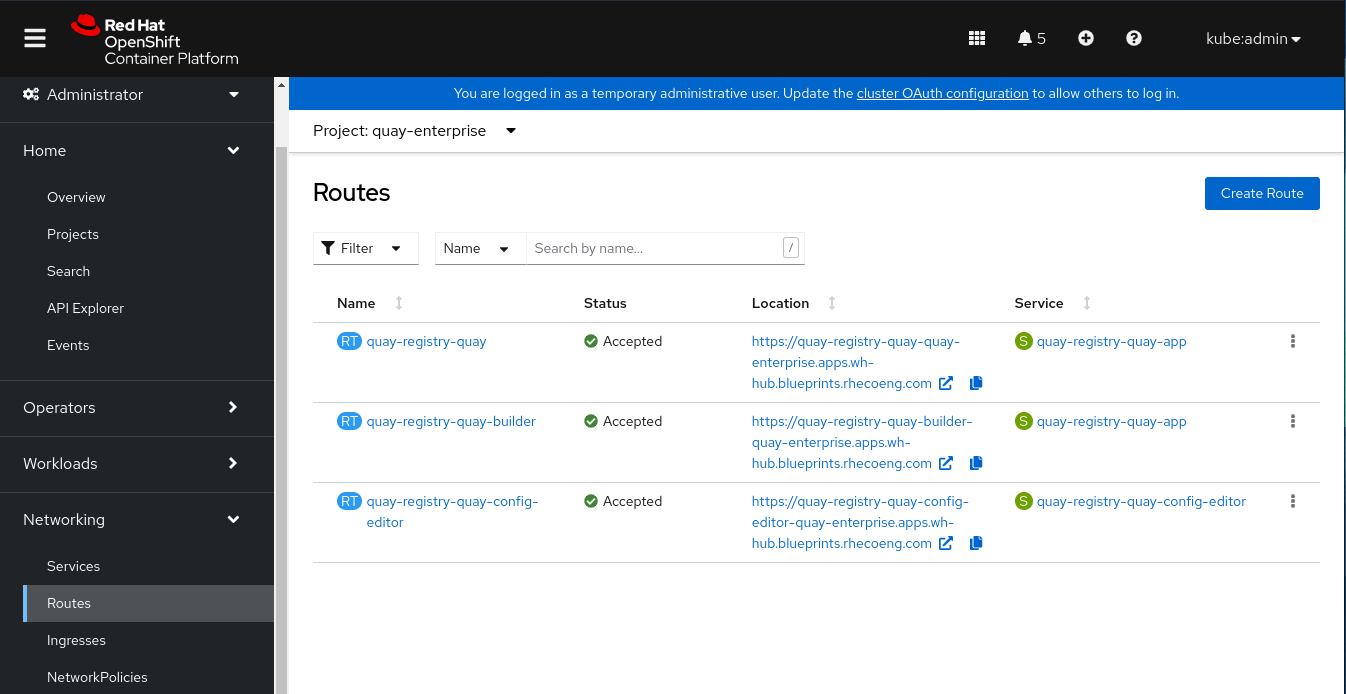 Red Hat
OpenShift
Container Platform
5
kube:admin
Administrator
You are logged in as a temporary administrative user. Update the cluster OAuth configuration to allow others to log in.
Project: quay-enterprise
Home
Overview
Projects
Search
API Explorer
Events
Operators
Workloads
Networking
Services
Routes
Ingresses
NetworkPolicies
Routes
Create Route
Filter
Name
Search by name...
/
Name
Status
Location
Service
RT quay-registry-quay
Accepted
https://quay-registry-quay-quay-
enterprise.apps.wh-
hub.blueprints.rhecoeng.com
S quay-registry-quay-app
RT quay-registry-quay-builder
Accepted
https://quay-registry-quay-builder-
quay-enterprise.apps.wh-
hub.blueprints.rhecoeng.com
S quay-registry-quay-app
RT quay-registry-quay-config-
editor
Accepted
https://quay-registry-quay-config-
editor-quay-enterprise.apps.wh-
hub.blueprints.rhecoeng.com
S quay-registry-quay-config-editor